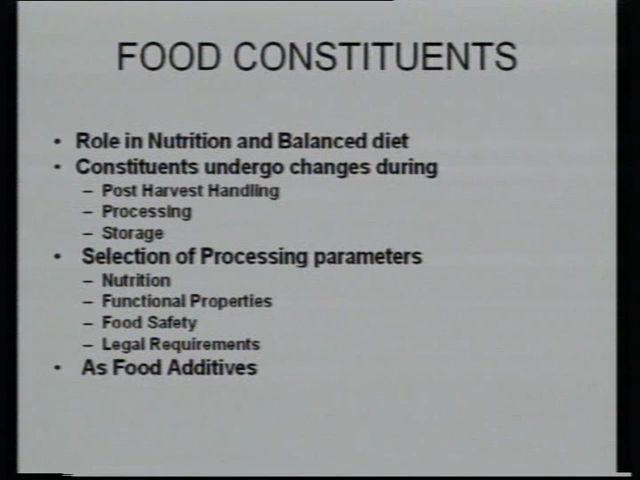 FOOD CONSTITUENTS
• Role in Nutrition and Balanced diet
• Constituents undergo changes during
– Post Harvest Handling
– Processing
– Storage
• Selection of Processing parameters
– Nutrition
– Functional Properties
– Food Safety
– Legal Requirements
• As Food Additives